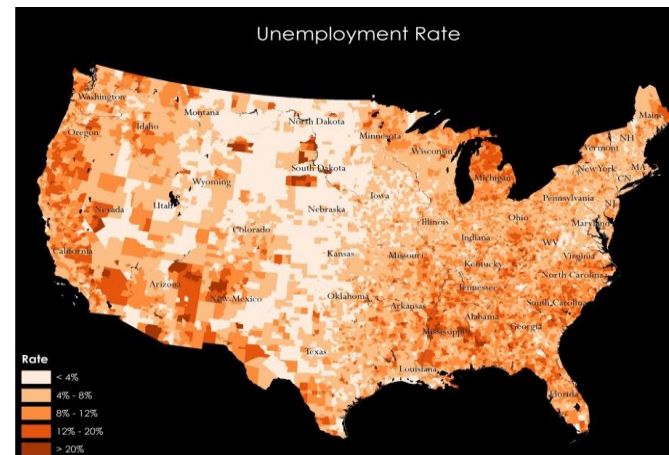 Unemployment Rate
Washington
Montana
North Dakota
Minnesota
Maine
Oregon
Idaho
Wisconsin
Vermont
NH
South Dakota
New York
MA
Wyoming
Michigan
CN
Iowa
Pennsylvania
NJ
Nevada
Utah
Nebraska
Ohio
Illinois
Maryland
Colorado
Indiana
WV
California
Kansas
Missouri
Virginia
Kentucky
North Carolina
Arizona
New Mexico
Oklahoma
Tennessee
Arkansas
South Carolina
Alabama
Georgia
Mississippi
Texas
Louisiana
Florida
Rate
< 4%
4% - 8%
8% - 12%
12% - 20%
> 20%